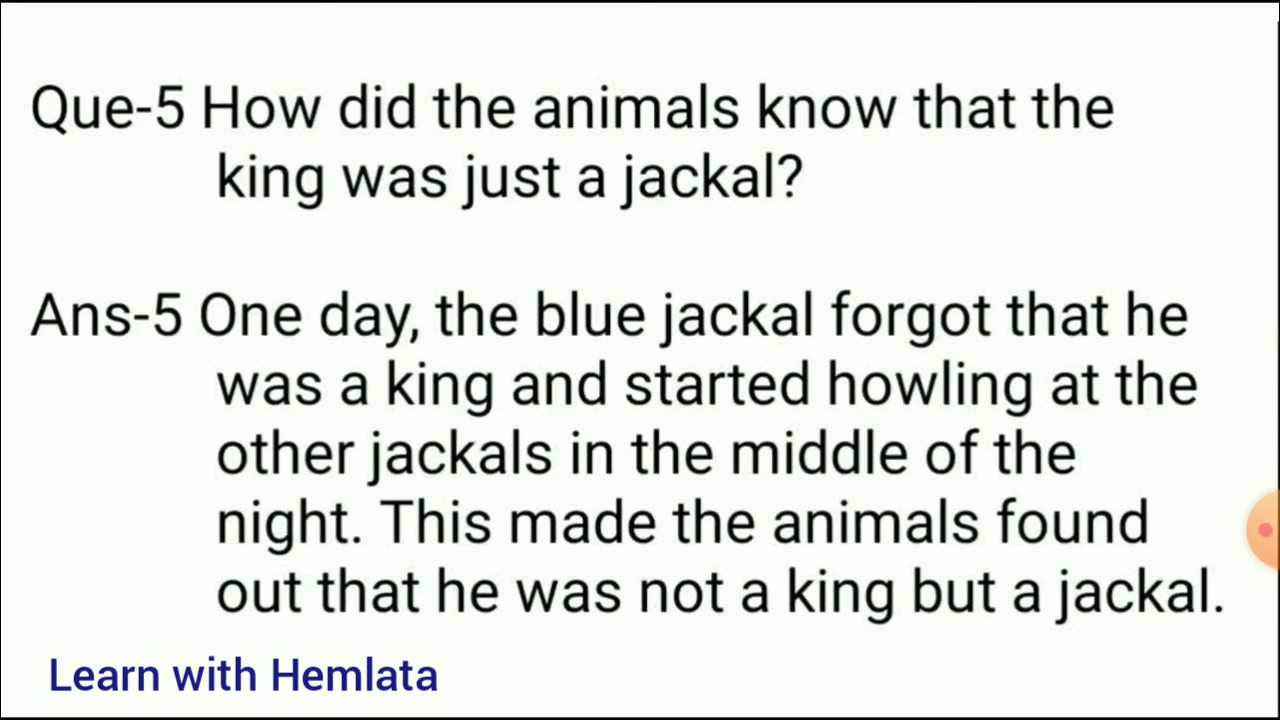 Que-5 How did the animals know that the
king was just a jackal?
Ans-5 One day, the blue jackal forgot that he
was a king and started howling at the
other jackals in the middle of the
night. This made the animals found
out that he was not a king but a jackal.
Learn with Hemlata